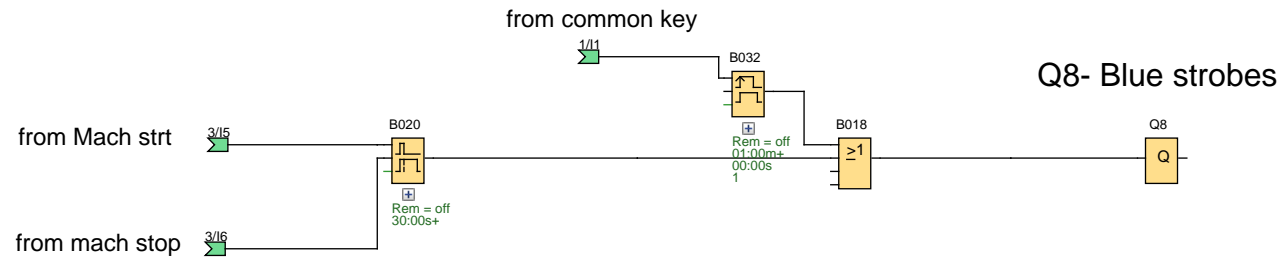 from common key
1/I1
B032
Q8- Blue strobes
Rem = off
01:00m+
00:00s
1
from Mach strt
3/I5
B020
B018
≥1
Q8
Q
Rem = off
30:00s+
from mach stop
3/I6